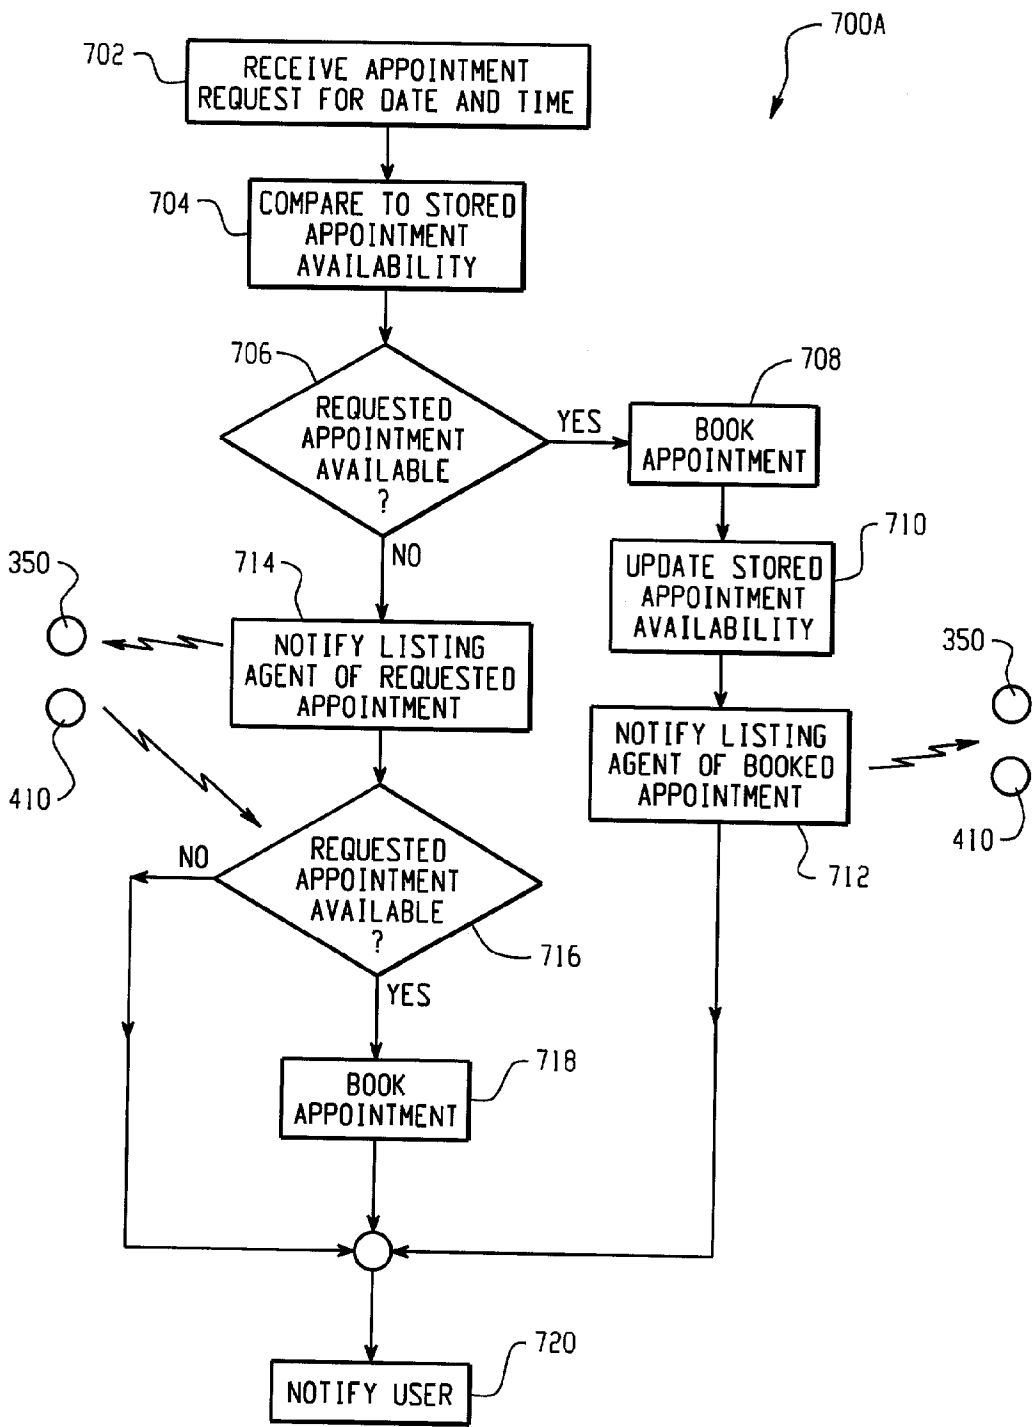 700A
702
RECEIVE APPOINTMENT
REQUEST FOR DATE AND TIME
704
COMPARE TO STORED
APPOINTMENT
AVAILABILITY
706
REQUESTED
APPOINTMENT
AVAILABLE
?
YES
708
BOOK
APPOINTMENT
NO
710
UPDATE STORED
APPOINTMENT
AVAILABILITY
350
714
NOTIFY LISTING
AGENT OF REQUESTED
APPOINTMENT
410
350
NOTIFY LISTING
AGENT OF BOOKED
APPOINTMENT
410
712
NO
REQUESTED
APPOINTMENT
AVAILABLE
?
716
YES
718
BOOK
APPOINTMENT
720
NOTIFY USER